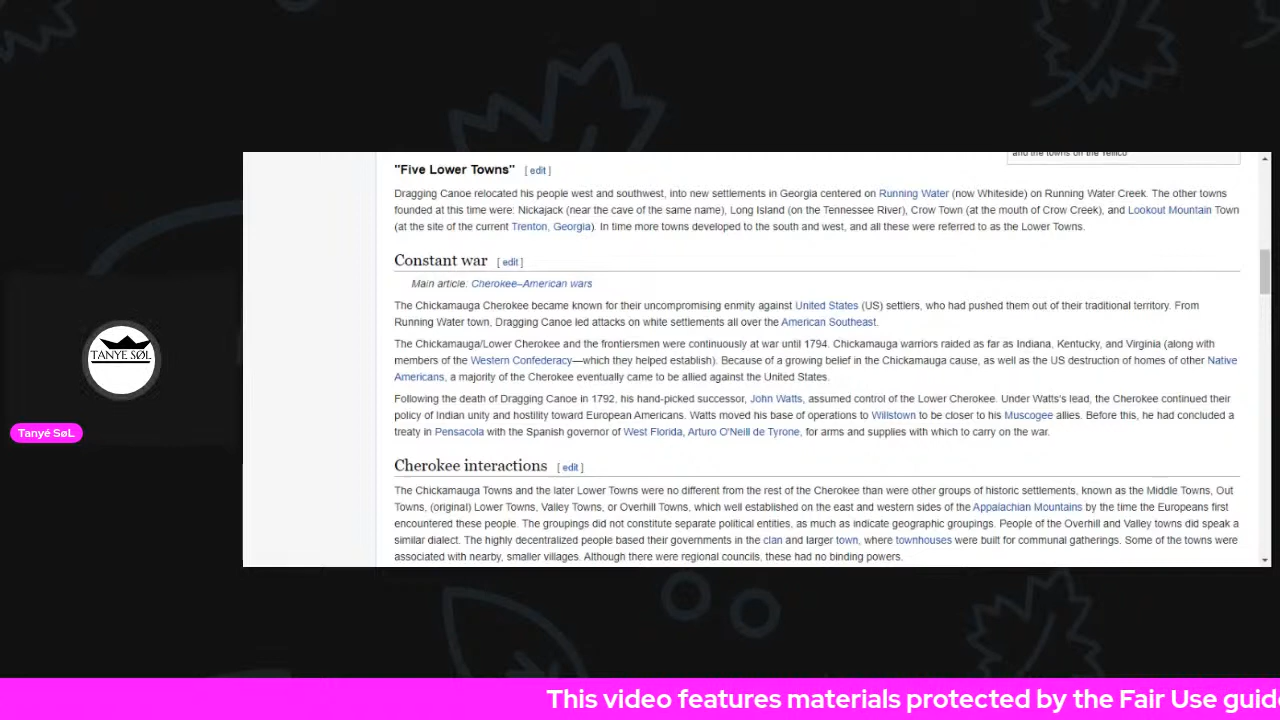 and the towns on the Tellico
"Five Lower Towns" [ edit ]
Dragging Canoe relocated his people west and southwest, into new settlements in Georgia centered on Running Water (now Whiteside) on Running Water Creek. The other towns
founded at this time were: Nickajack (near the cave of the same name), Long Island (on the Tennessee River), Crow Town (at the mouth of Crow Creek), and Lookout Mountain Town
(at the site of the current Trenton, Georgia). In time more towns developed to the south and west, and all these were referred to as the Lower Towns.
Constant war [ edit ]
Main article: Cherokee–American wars
The Chickamauga Cherokee became known for their uncompromising enmity against United States (US) settlers, who had pushed them out of their traditional territory. From
Running Water town, Dragging Canoe led attacks on white settlements all over the American Southeast.
The Chickamauga/Lower Cherokee and the frontiersmen were continuously at war until 1794. Chickamauga warriors raided as far as Indiana, Kentucky, and Virginia (along with
members of the Western Confederacy—which they helped establish). Because of a growing belief in the Chickamauga cause, as well as the US destruction of homes of other Native
Americans, a majority of the Cherokee eventually came to be allied against the United States.
Following the death of Dragging Canoe in 1792, his hand-picked successor, John Watts, assumed control of the Lower Cherokee. Under Watts's lead, the Cherokee continued their
policy of Indian unity and hostility toward European Americans. Watts moved his base of operations to Willstown to be closer to his Muscogee allies. Before this, he had concluded a
treaty in Pensacola with the Spanish governor of West Florida, Arturo O'Neill de Tyrone, for arms and supplies with which to carry on the war.
Cherokee interactions [ edit ]
The Chickamauga Towns and the later Lower Towns were no different from the rest of the Cherokee than were other groups of historic settlements, known as the Middle Towns, Out
Towns, (original) Lower Towns, Valley Towns, or Overhill Towns, which well established on the east and western sides of the Appalachian Mountains by the time the Europeans first
encountered these people. The groupings did not constitute separate political entities, as much as indicate geographic groupings. People of the Overhill and Valley towns did speak a
similar dialect. The highly decentralized people based their governments in the clan and larger town, where townhouses were built for communal gatherings. Some of the towns were
associated with nearby, smaller villages. Although there were regional councils, these had no binding powers.
TANYE SØL
Tanyé SøL
This video features materials protected by the Fair Use guid